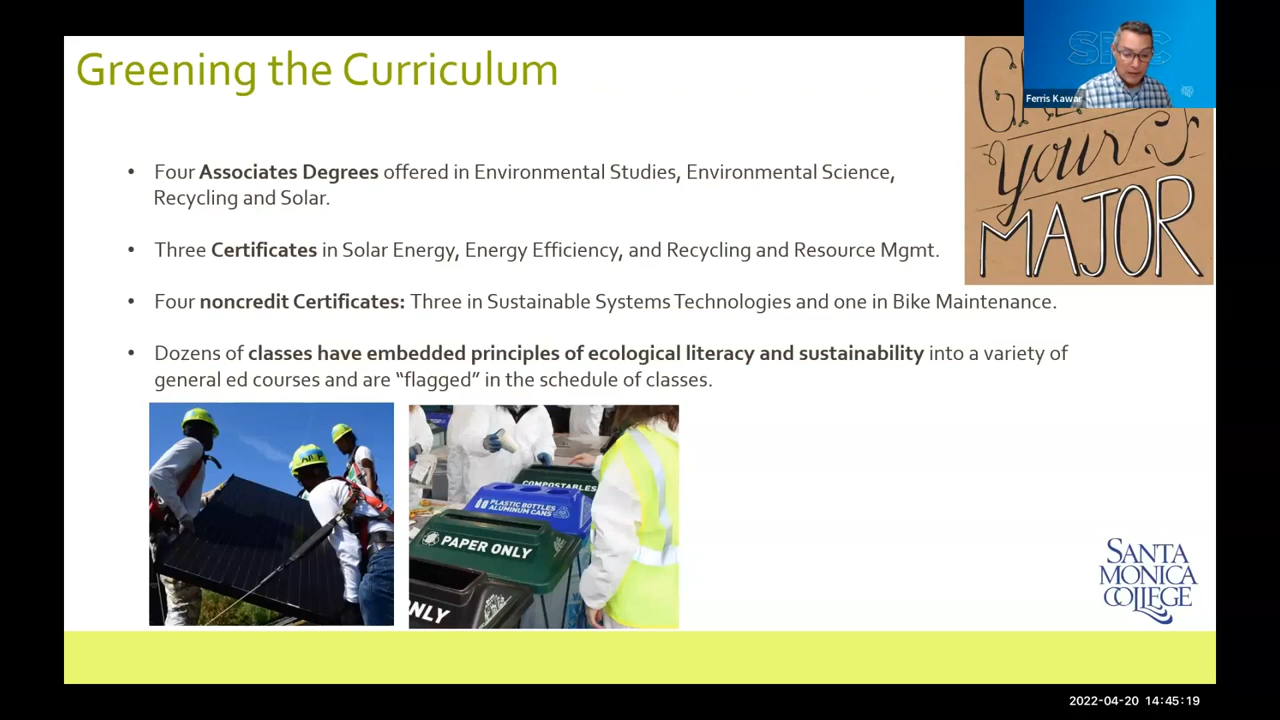 Greening the Curriculum
Ferris Kawar
Your
MAJOR
• Four Associates Degrees offered in Environmental Studies, Environmental Science,
Recycling and Solar.
• Three Certificates in Solar Energy, Energy Efficiency, and Recycling and Resource Mgmt.
• Four noncredit Certificates: Three in Sustainable Systems Technologies and one in Bike Maintenance.
• Dozens of classes have embedded principles of ecological literacy and sustainability into a variety of
general ed courses and are “flagged” in the schedule of classes.
COMPOSTABLES
PLASTIC BOTTLES
ALUMINUM CANS
PAPER ONLY
SANTA
MONICA
COLLEGE
2022-04-20 14:45:19